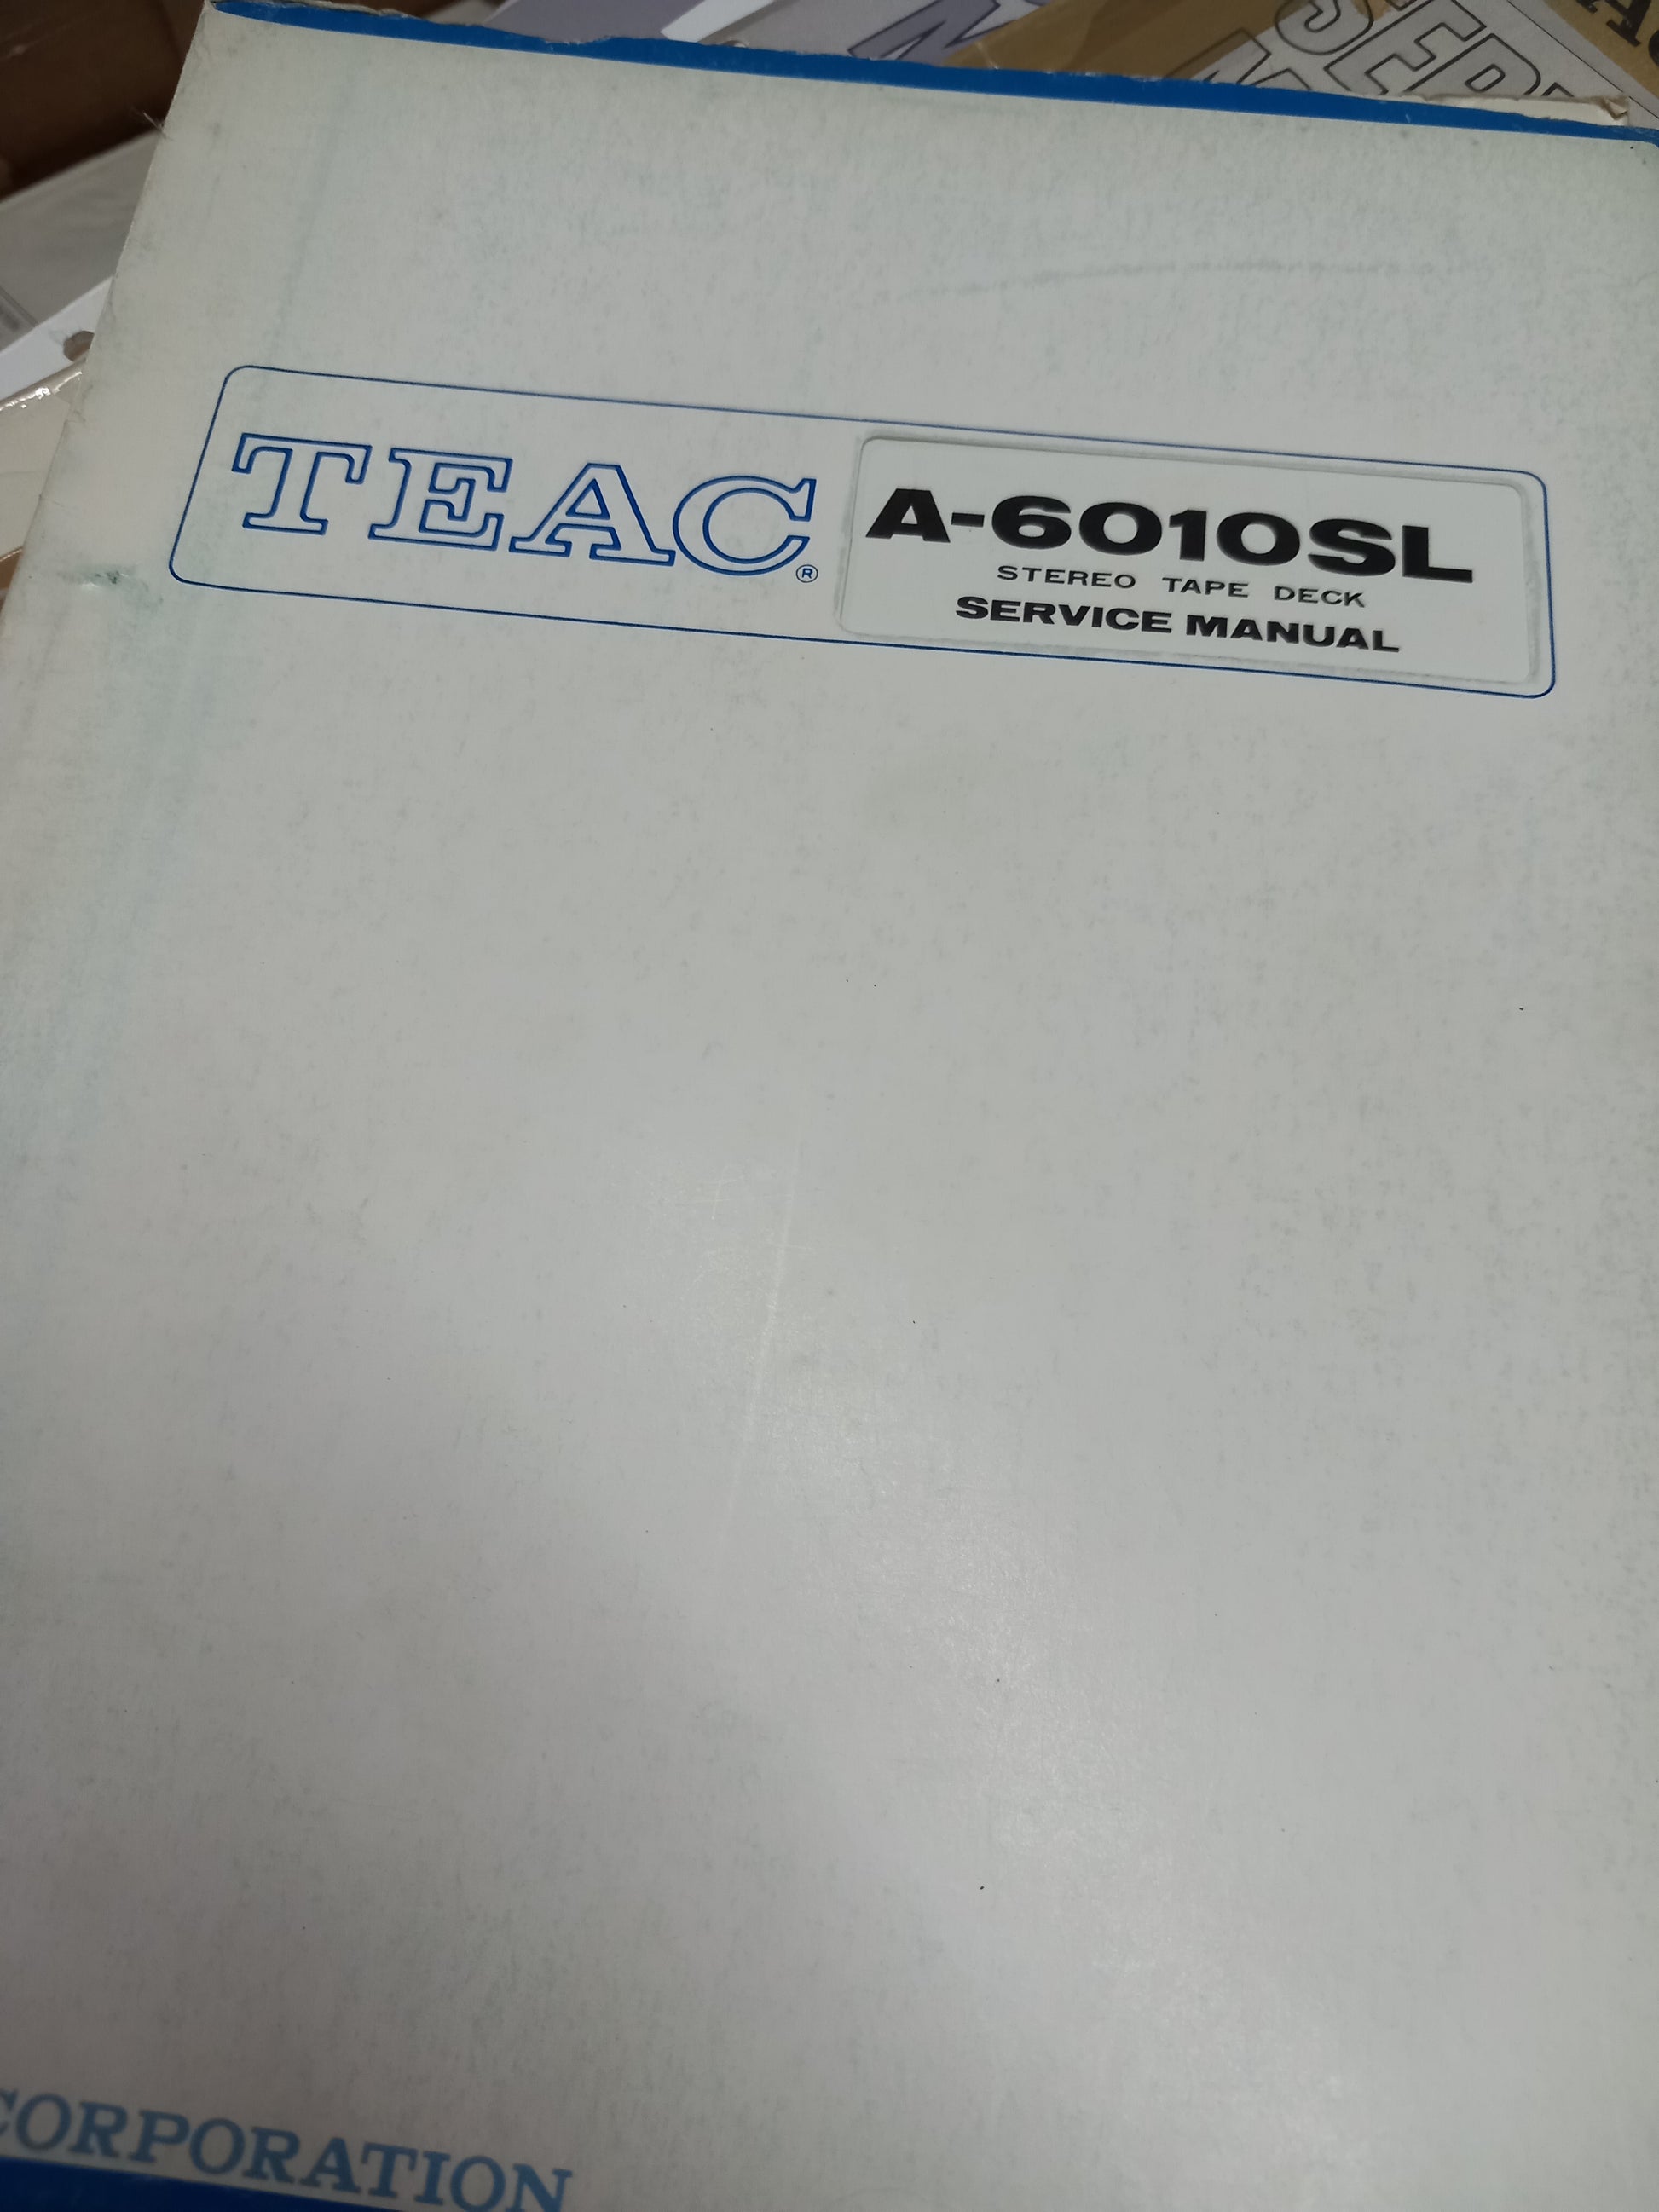 TEAC®
A-6010SL
STEREO TAPE DECK
SERVICE MANUAL
CORPORATION